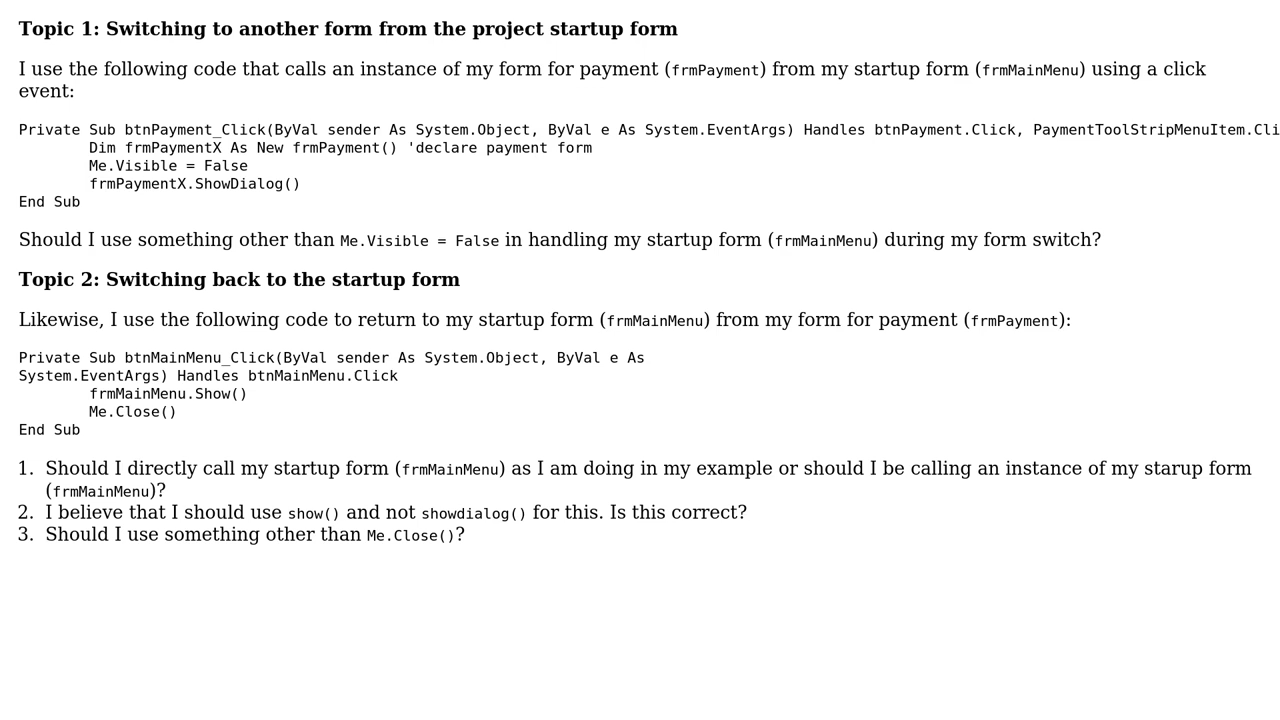 Topic 1: Switching to another form from the project startup form
I use the following code that calls an instance of my form for payment (frmPayment) from my startup form (frmMainMenu) using a click
event:
Private Sub btnPayment_Click(ByVal sender As System.Object, ByVal e As System.EventArgs) Handles btnPayment.Click, PaymentToolStripMenuItem.Cli
        Dim frmPaymentX As New frmPayment() 'declare payment form
        Me.Visible = False
        frmPaymentX.ShowDialog()
End Sub
Should I use something other than Me.Visible = False in handling my startup form (frmMainMenu) during my form switch?
Topic 2: Switching back to the startup form
Likewise, I use the following code to return to my startup form (frmMainMenu) from my form for payment (frmPayment):
Private Sub btnMainMenu_Click(ByVal sender As System.Object, ByVal e As
System.EventArgs) Handles btnMainMenu.Click
        frmMainMenu.Show()
        Me.Close()
End Sub
1. Should I directly call my startup form (frmMainMenu) as I am doing in my example or should I be calling an instance of my starup form
(frmMainMenu)?
2. I believe that I should use show() and not showdialog() for this. Is this correct?
3. Should I use something other than Me.Close()?